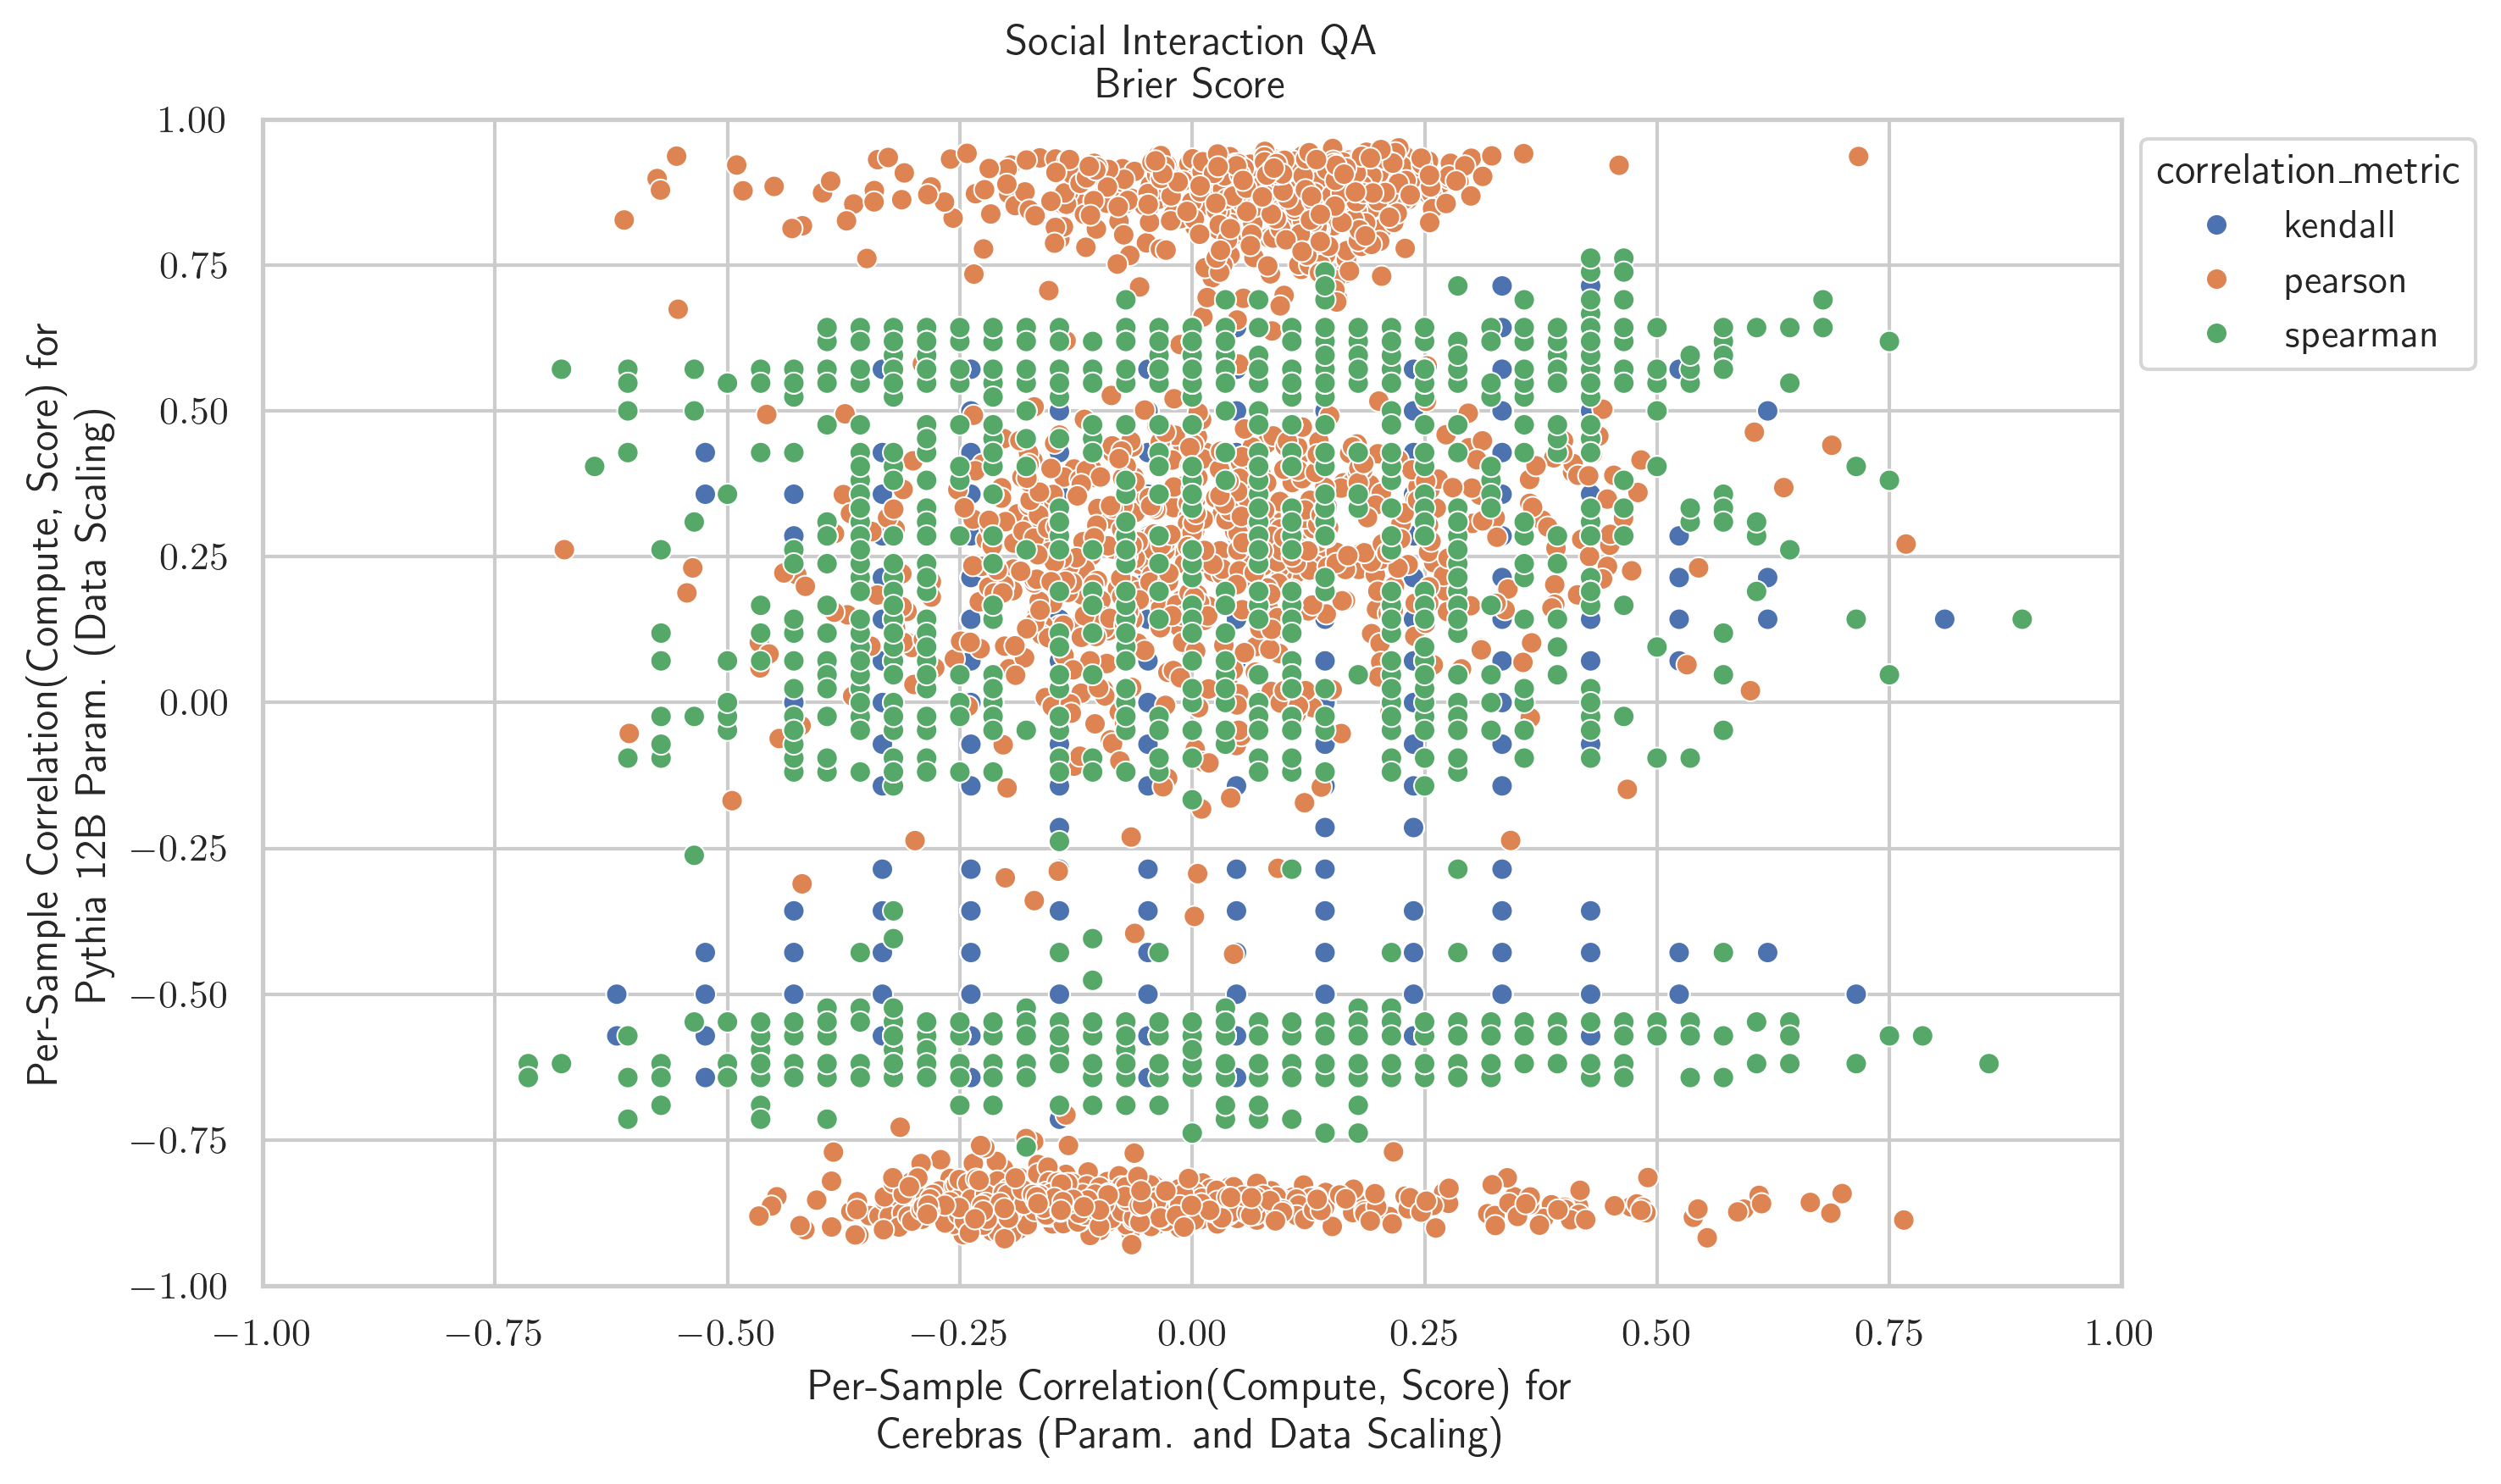 Social Interaction QA
Brier Score
Per-Sample Correlation(Compute, Score) for
Pythia 12B Param. (Data Scaling)
1.00
0.75
0.50
0.25
0.00
−0.25
−0.50
−0.75
−1.00
−1.00
−0.75
−0.50
−0.25
0.00
0.25
0.50
0.75
1.00
Per-Sample Correlation(Compute, Score) for
Cerebras (Param. and Data Scaling)
correlation_metric
kendall
pearson
spearman